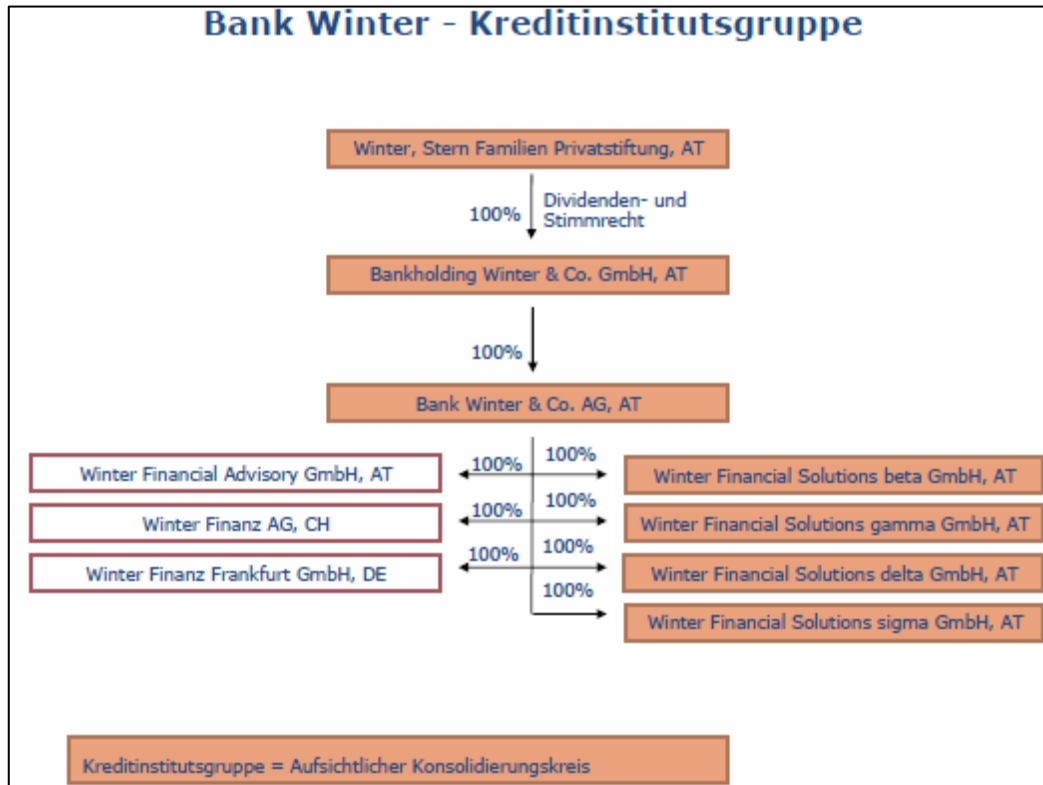 Bank Winter - Kreditinstitutsgruppe
Winter, Stern Familien Privatstiftung, AT
100%
Dividenden- und
Stimmrecht
Bankholding Winter & Co. GmbH, AT
100%
Bank Winter & Co. AG, AT
Winter Financial Advisory GmbH, AT
100%
100%
Winter Financial Solutions beta GmbH, AT
Winter Finanz AG, CH
100%
100%
Winter Financial Solutions gamma GmbH, AT
Winter Finanz Frankfurt GmbH, DE
100%
100%
Winter Financial Solutions delta GmbH, AT
100%
Winter Financial Solutions sigma GmbH, AT
Kreditinstitutsgruppe = Aufsichtlicher Konsolidierungskreis